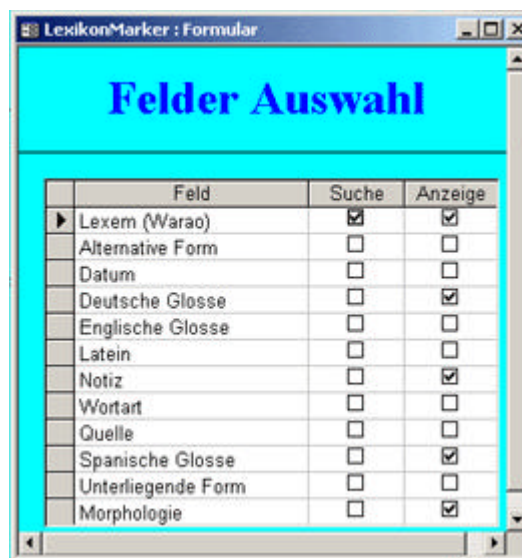 LexikonMarker : Formular
Felder Auswahl
Feld Suche Anzeige
Lexem (Warao)
Alternative Form
Datum
Deutsche Glosse
Englische Glosse
Latein
Notiz
Wortart
Quelle
Spanische Glosse
Unterliegende Form
Morphologie